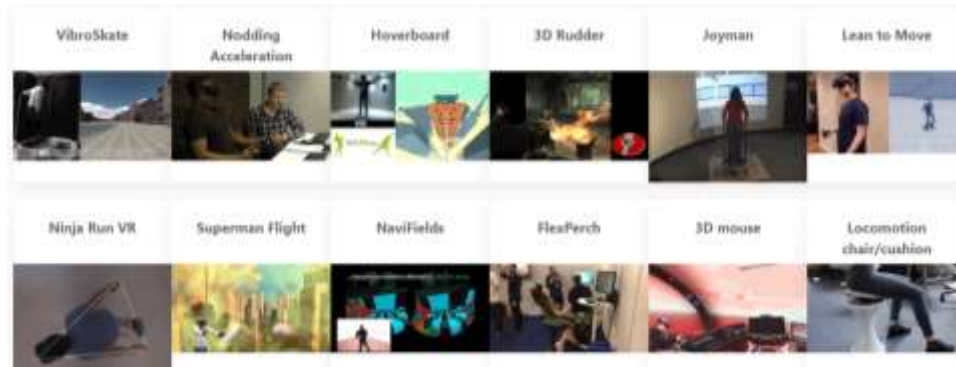 VibroSkate
Nodding
Acceleration
Hoverboard
3D Rudder
Joyman
Lean to Move
Ninja Run VR
Superman Flight
NaviFields
FlexPerch
3D mouse
Locomotion
chair/cushion